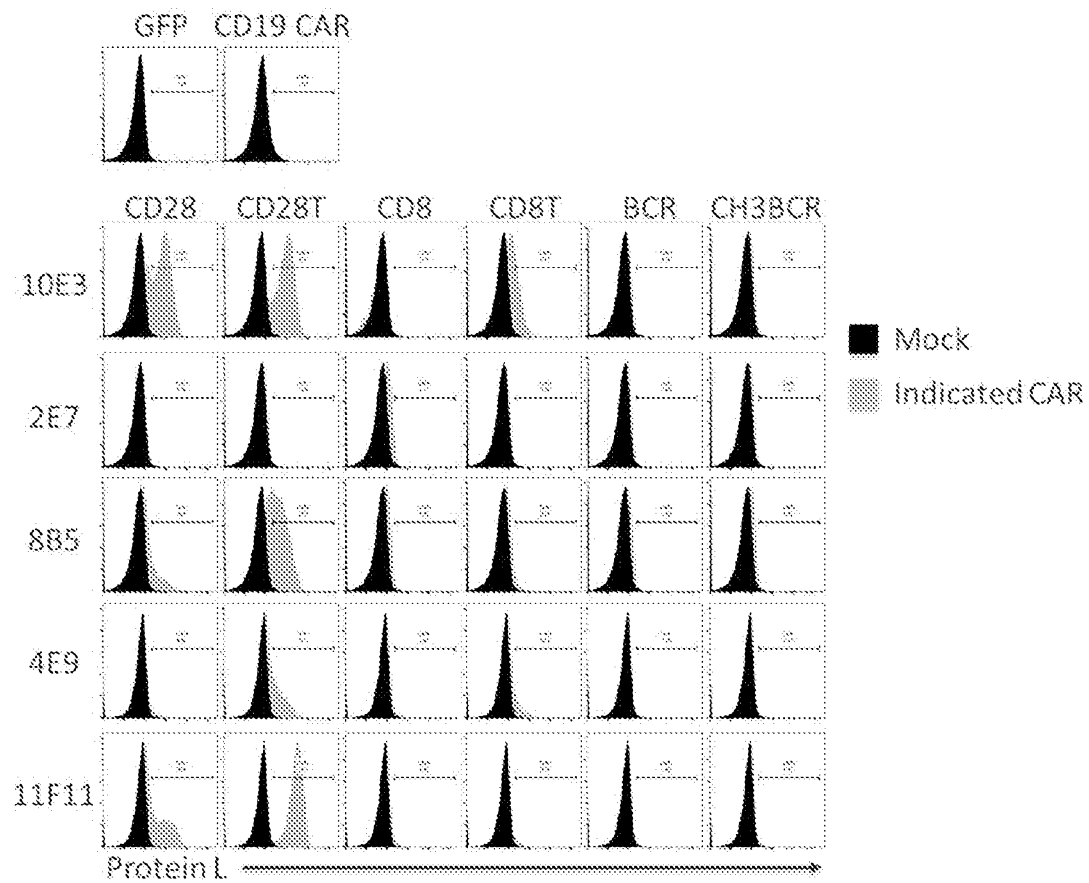 GFP CD19 CAR
CD28 CD28T CD8 CD8T BCR CH3BCR
10E3
2E7
8B5
4E9
11F11
Mock
Indicated CAR
Protein L